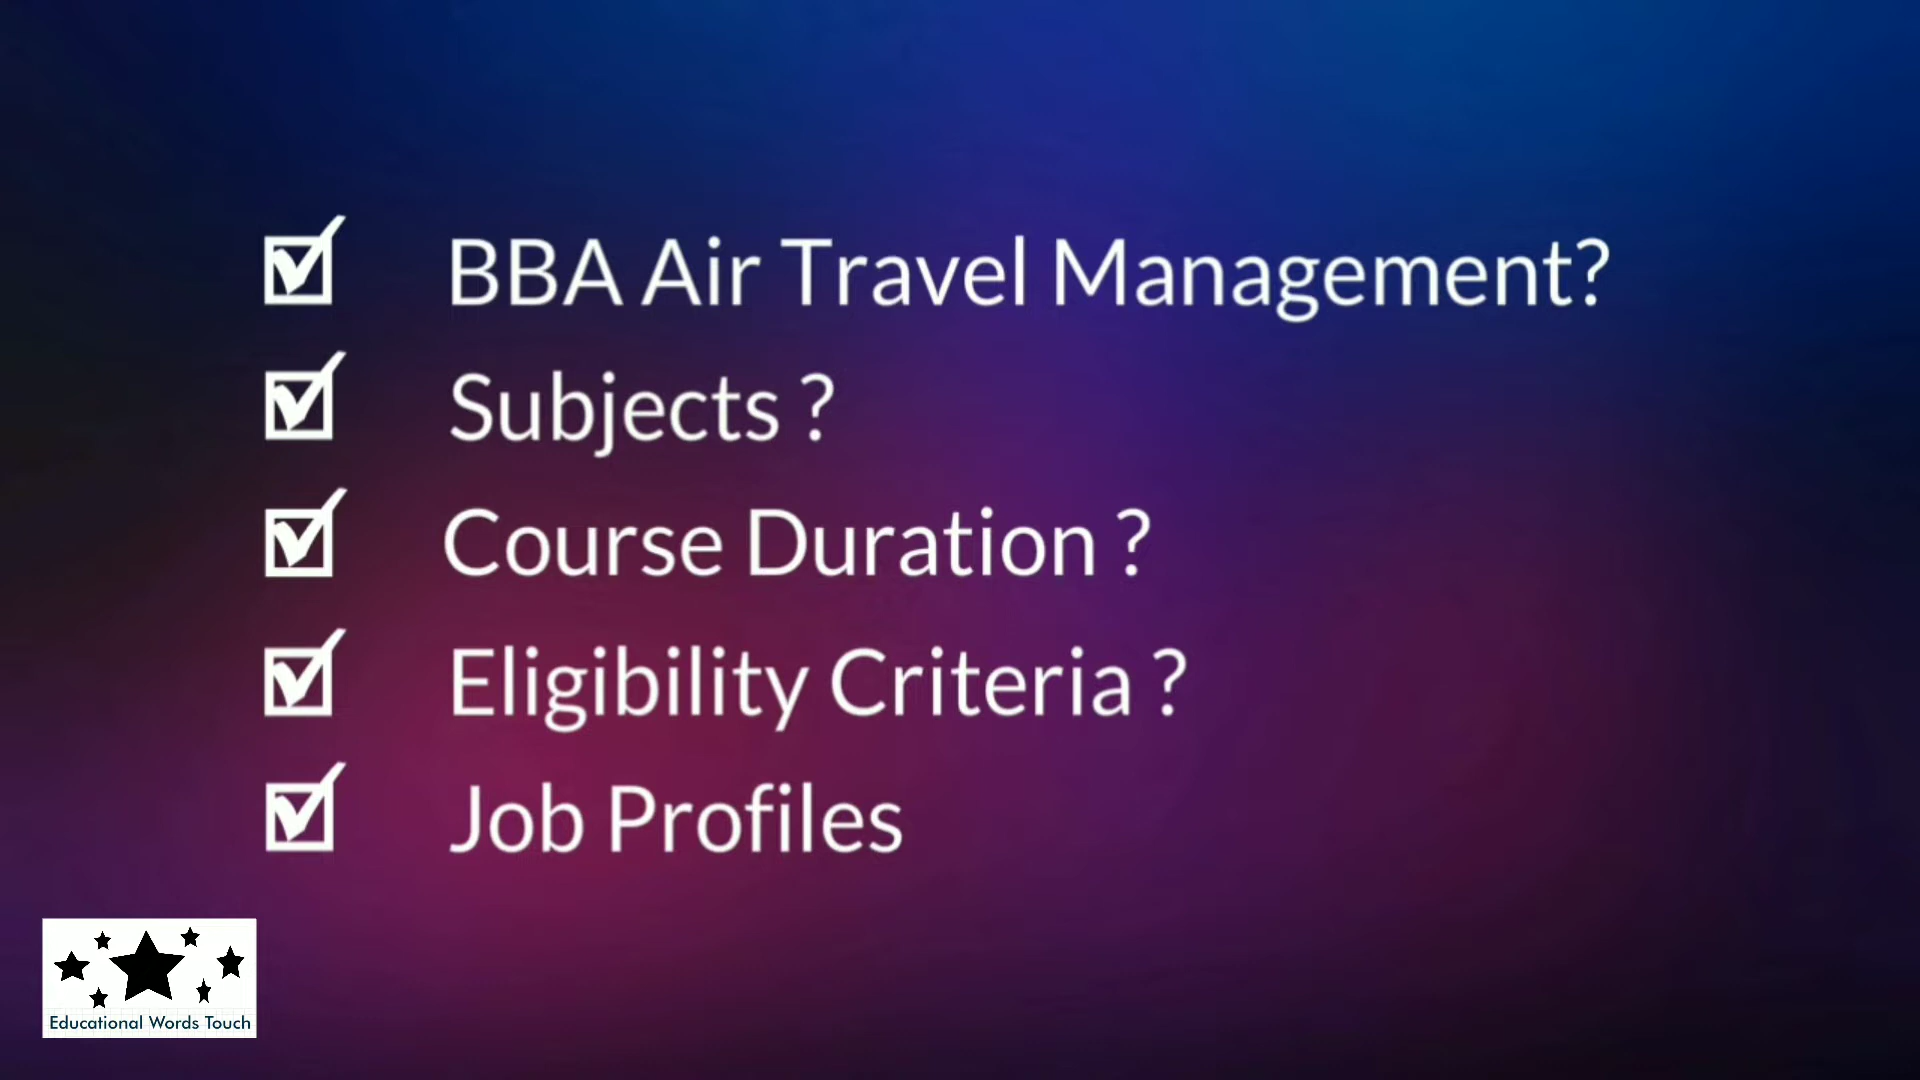 BBA Air Travel Management?
Subjects ?
Course Duration ?
Eligibility Criteria ?
Job Profiles
Educational Words Touch